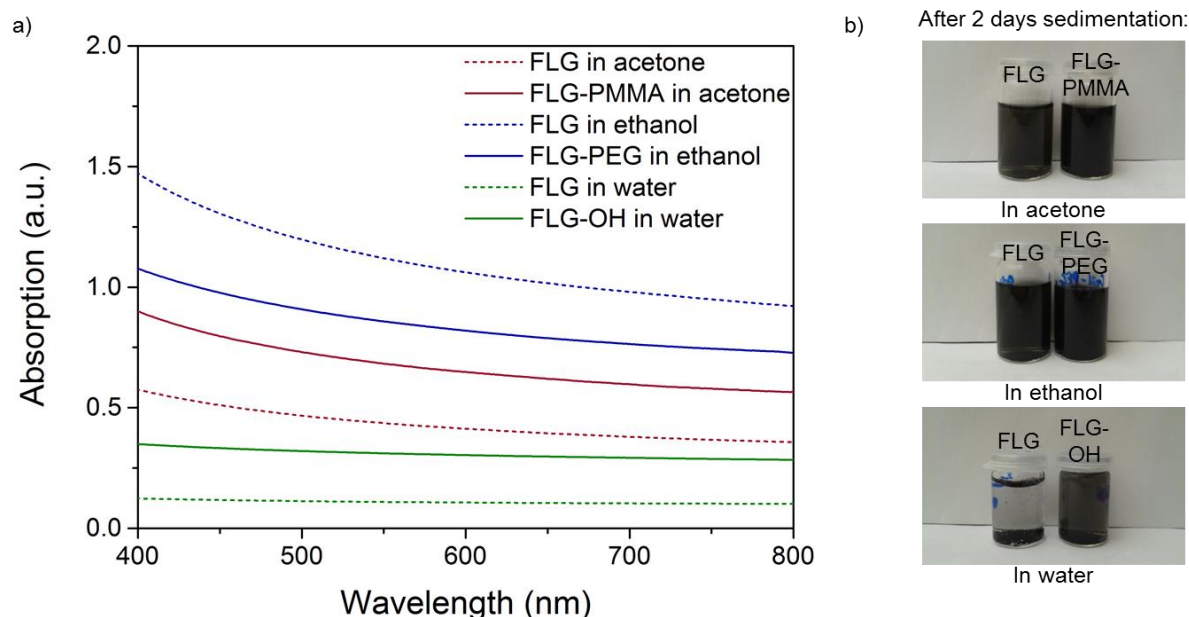 a)
2.0
1.5
1.0
0.5
0.0
Absorption (a.u.)
FLG in acetone
FLG-PMMA in acetone
FLG in ethanol
FLG-PEG in ethanol
FLG in water
FLG-OH in water
400
500
600
700
800
Wavelength (nm)
b)
After 2 days sedimentation:
FLG
FLG-
PMMA
In acetone
FLG
FLG-
PEG
In ethanol
FLG
FLG-
OH
In water